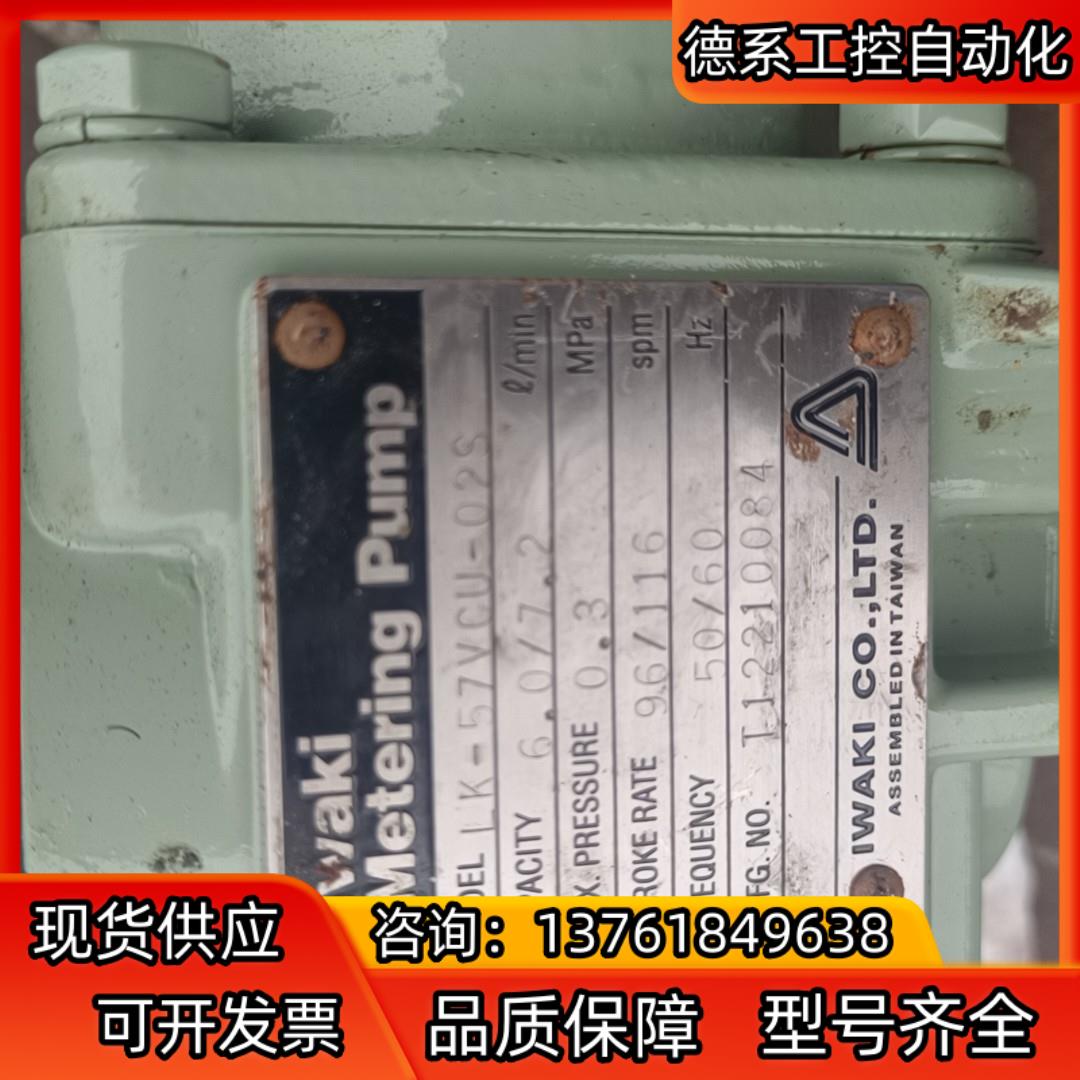 德系工控自动化
Iwaki
Metering Pump
MODEL LK-57VCU-02S
CAPACITY 6.0/7.2 ℓ/min
MAX. PRESSURE 0.3 MPa
STROKE RATE 96/116 spm
FREQUENCY 50/60 Hz
MFG. NO. T12210084
IWAKI CO.,LTD.
ASSEMBLED IN TAIWAN
现货供应
咨询：13761849638
可开发票
品质保障
型号齐全